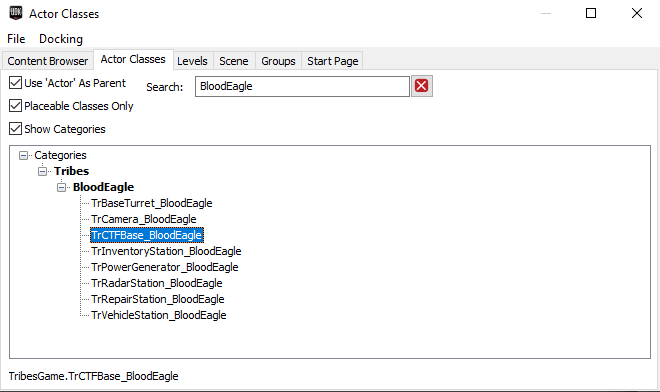 UDK Actor Classes
File Docking
Content Browser Actor Classes Levels Scene Groups Start Page
Use 'Actor' As Parent Search: BloodEagle
Placeable Classes Only
Show Categories
Categories
Tribes
BloodEagle
TrBaseTurret_BloodEagle
TrCamera_BloodEagle
TrCTFBase_BloodEagle
TrInventoryStation_BloodEagle
TrPowerGenerator_BloodEagle
TrRadarStation_BloodEagle
TrRepairStation_BloodEagle
TrVehicleStation_BloodEagle
TribesGame.TrCTFBase_BloodEagle